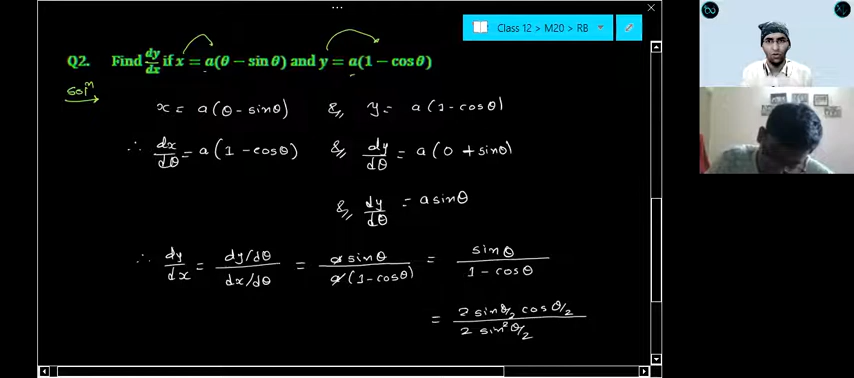 ...
Class 12 > M20 > RB
Q2. Find dy/dx if x = a(θ − sin θ) and y = a(1 − cos θ)
Solⁿ
x = a(θ - sinθ) &, y = a(1 - cosθ)
∴ dx/dθ = a(1 - cosθ) &, dy/dθ = a(0 + sinθ)
&, dy/dθ = a sinθ
∴ dy/dx = (dy/dθ)/(dx/dθ) = a sinθ / a(1 - cosθ) = sinθ / (1 - cosθ)
= 2 sin θ/2 cos θ/2 / 2 sin² θ/2